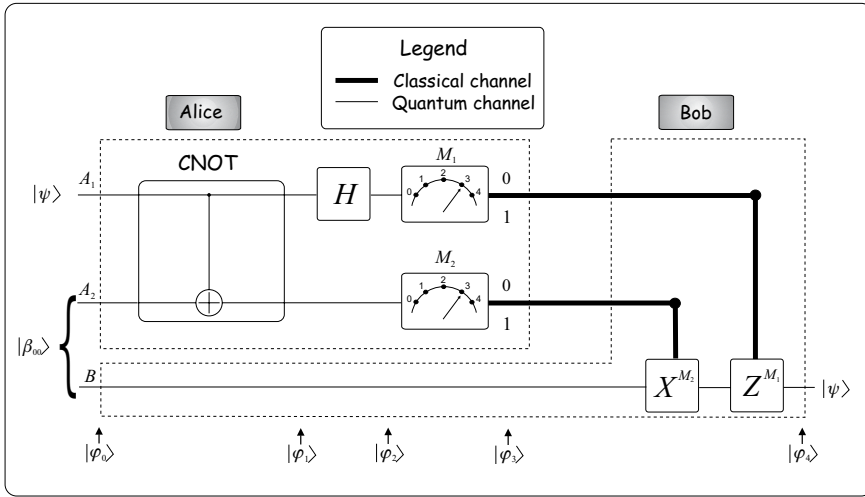 Legend
Classical channel
Quantum channel
Alice
Bob
CNOT
A₁
|ψ⟩
H
M₁
0 1 2 3 4
0
1
A₂
M₂
0 1 2 3 4
0
1
|β₀₀⟩
B
X^M₂
Z^M₁
|ψ⟩
|φ₀⟩
|φ₁⟩
|φ₂⟩
|φ₃⟩
|φ₄⟩